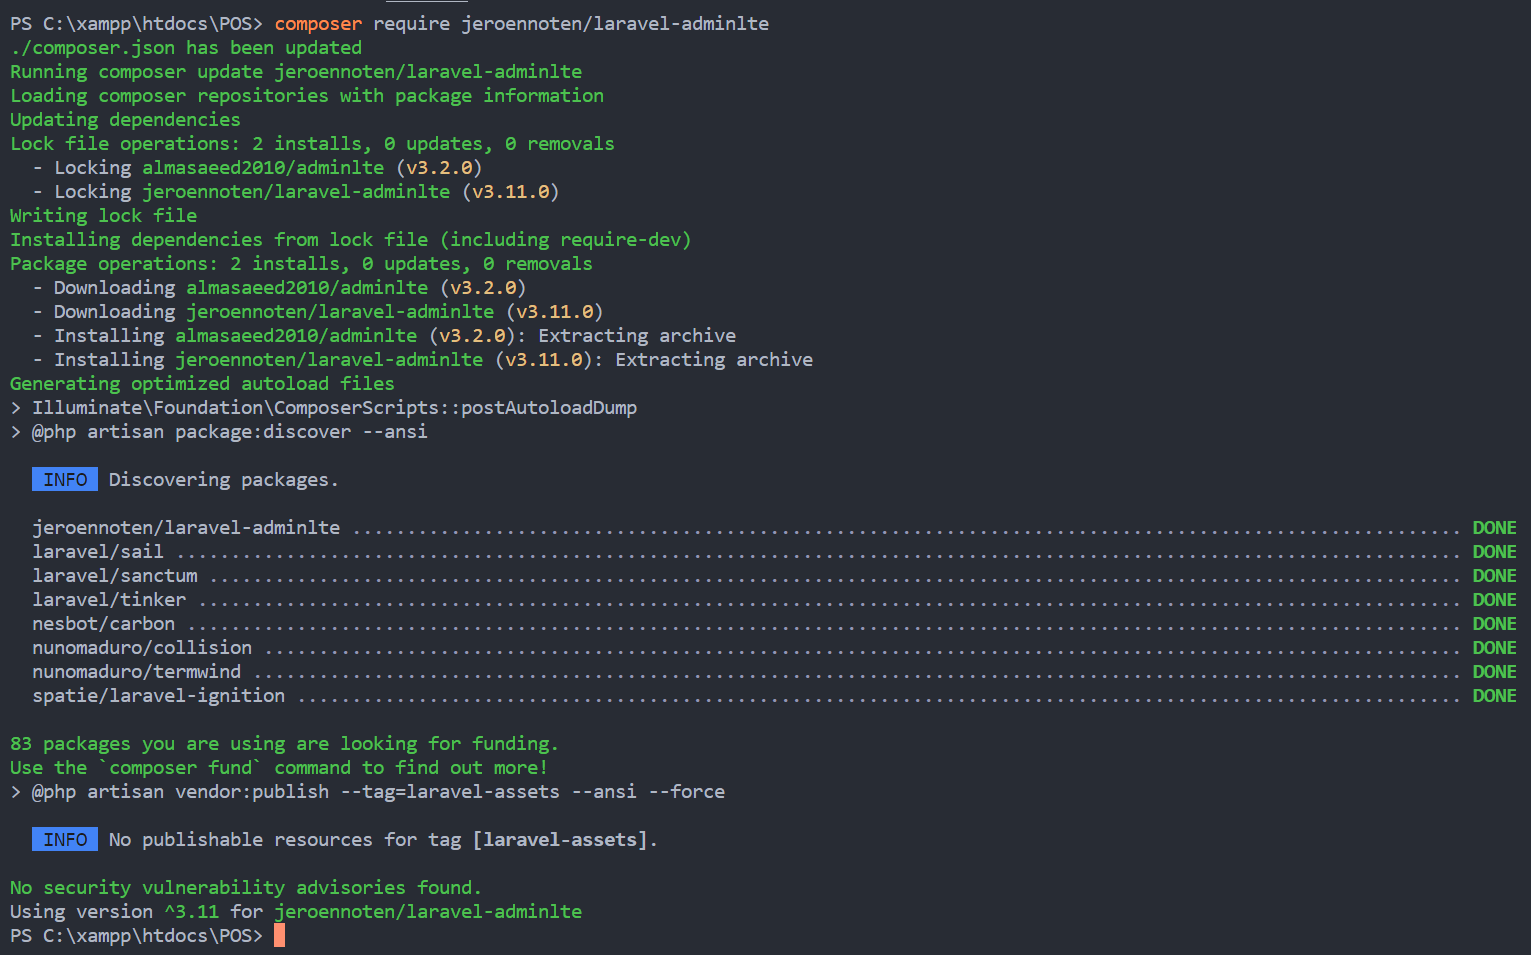 PS C:\xampp\htdocs\POS> composer require jeroennoten/laravel-adminlte
./composer.json has been updated
Running composer update jeroennoten/laravel-adminlte
Loading composer repositories with package information
Updating dependencies
Lock file operations: 2 installs, 0 updates, 0 removals
  - Locking almasaeed2010/adminlte (v3.2.0)
  - Locking jeroennoten/laravel-adminlte (v3.11.0)
Writing lock file
Installing dependencies from lock file (including require-dev)
Package operations: 2 installs, 0 updates, 0 removals
  - Downloading almasaeed2010/adminlte (v3.2.0)
  - Downloading jeroennoten/laravel-adminlte (v3.11.0)
  - Installing almasaeed2010/adminlte (v3.2.0): Extracting archive
  - Installing jeroennoten/laravel-adminlte (v3.11.0): Extracting archive
Generating optimized autoload files
> Illuminate\Foundation\ComposerScripts::postAutoloadDump
> @php artisan package:discover --ansi
INFO Discovering packages.
jeroennoten/laravel-adminlte ..................................................................................................... DONE
laravel/sail .................................................................................................................... DONE
laravel/sanctum ................................................................................................................. DONE
laravel/tinker .................................................................................................................. DONE
nesbot/carbon ................................................................................................................... DONE
nunomaduro/collision ............................................................................................................ DONE
nunomaduro/termwind ............................................................................................................. DONE
spatie/laravel-ignition ......................................................................................................... DONE
83 packages you are using are looking for funding.
Use the `composer fund` command to find out more!
> @php artisan vendor:publish --tag=laravel-assets --ansi --force
INFO No publishable resources for tag [laravel-assets].
No security vulnerability advisories found.
Using version ^3.11 for jeroennoten/laravel-adminlte
PS C:\xampp\htdocs\POS>